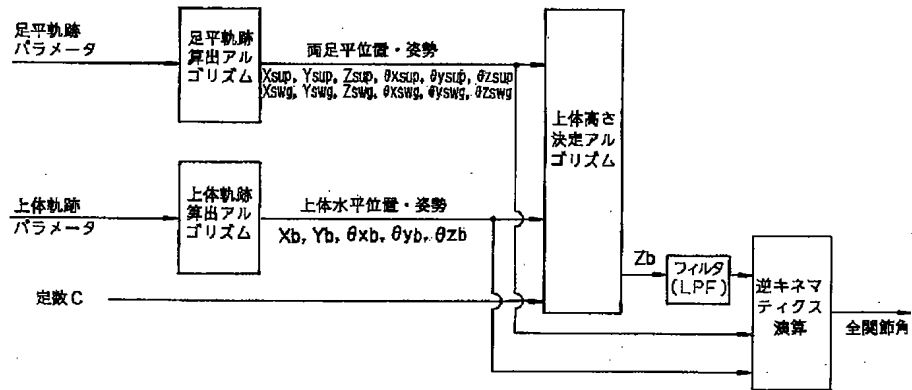 足平軌跡
パラメータ
足平軌跡
算出アル
ゴリズム
両足平位置・姿勢
Xsup, Ysup, Zsup, θxsup, θysup, θzsup
Xswg, Yswg, Zswg, θxswg, θyswg, θzswg
上体高さ
決定アル
ゴリズム
上体軌跡
パラメータ
上体軌跡
算出アル
ゴリズム
上体水平位置・姿勢
Xb, Yb, θxb, θyb, θzb
定数C
Zb
フィルタ
(LPF)
逆キネマ
ティクス
演算
全関節角